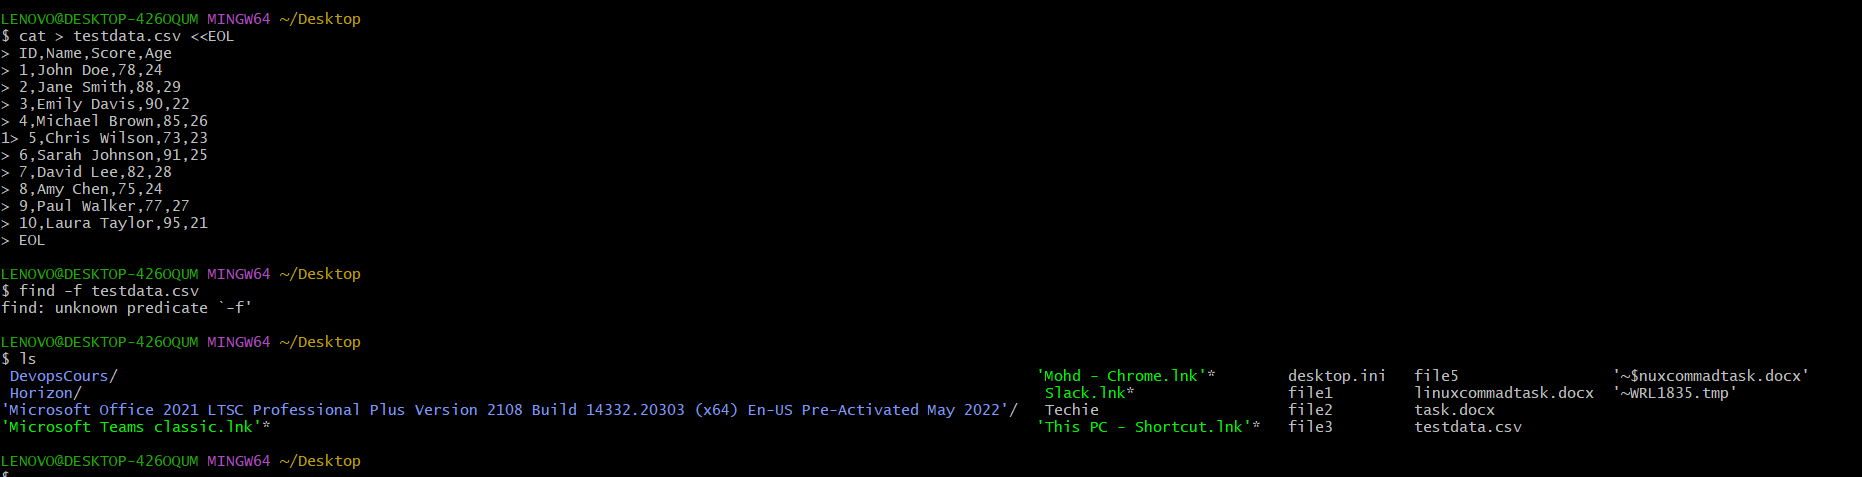 LENOVO@DESKTOP-426OQUM MINGW64 ~/Desktop
$ cat > testdata.csv <<EOL
> ID,Name,Score,Age
> 1,John Doe,78,24
> 2,Jane Smith,88,29
> 3,Emily Davis,90,22
> 4,Michael Brown,85,26
1> 5,Chris Wilson,73,23
> 6,Sarah Johnson,91,25
> 7,David Lee,82,28
> 8,Amy Chen,75,24
> 9,Paul Walker,77,27
> 10,Laura Taylor,95,21
> EOL
LENOVO@DESKTOP-426OQUM MINGW64 ~/Desktop
$ find -f testdata.csv
find: unknown predicate `-f'
LENOVO@DESKTOP-426OQUM MINGW64 ~/Desktop
$ ls
DevopsCours/ 'Mohd - Chrome.lnk'* desktop.ini file5 '~$nuxcommadtask.docx'
Horizon/ Slack.lnk* file1 linuxcommadtask.docx '~WRL1835.tmp'
'Microsoft Office 2021 LTSC Professional Plus Version 2108 Build 14332.20303 (x64) En-US Pre-Activated May 2022'/ Techie file2 task.docx
'Microsoft Teams classic.lnk'* 'This PC - Shortcut.lnk'* file3 testdata.csv
LENOVO@DESKTOP-426OQUM MINGW64 ~/Desktop
$